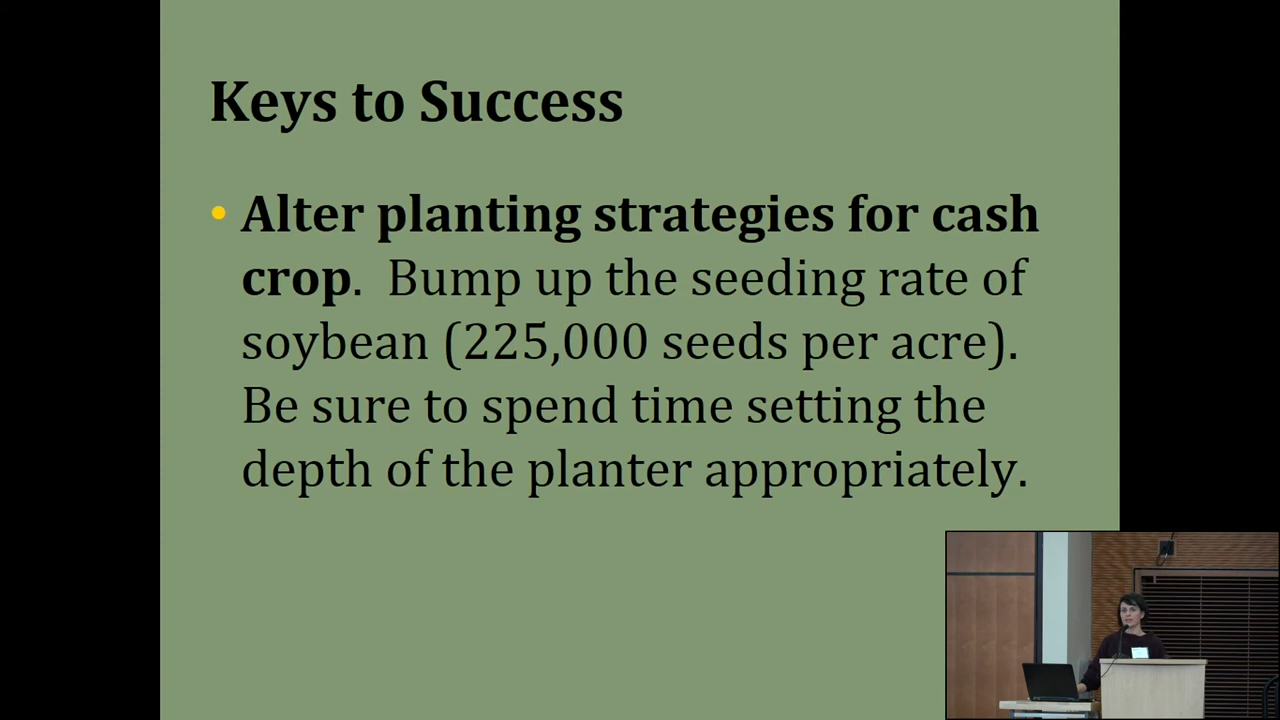 Keys to Success
• Alter planting strategies for cash
crop. Bump up the seeding rate of
soybean (225,000 seeds per acre).
Be sure to spend time setting the
depth of the planter appropriately.